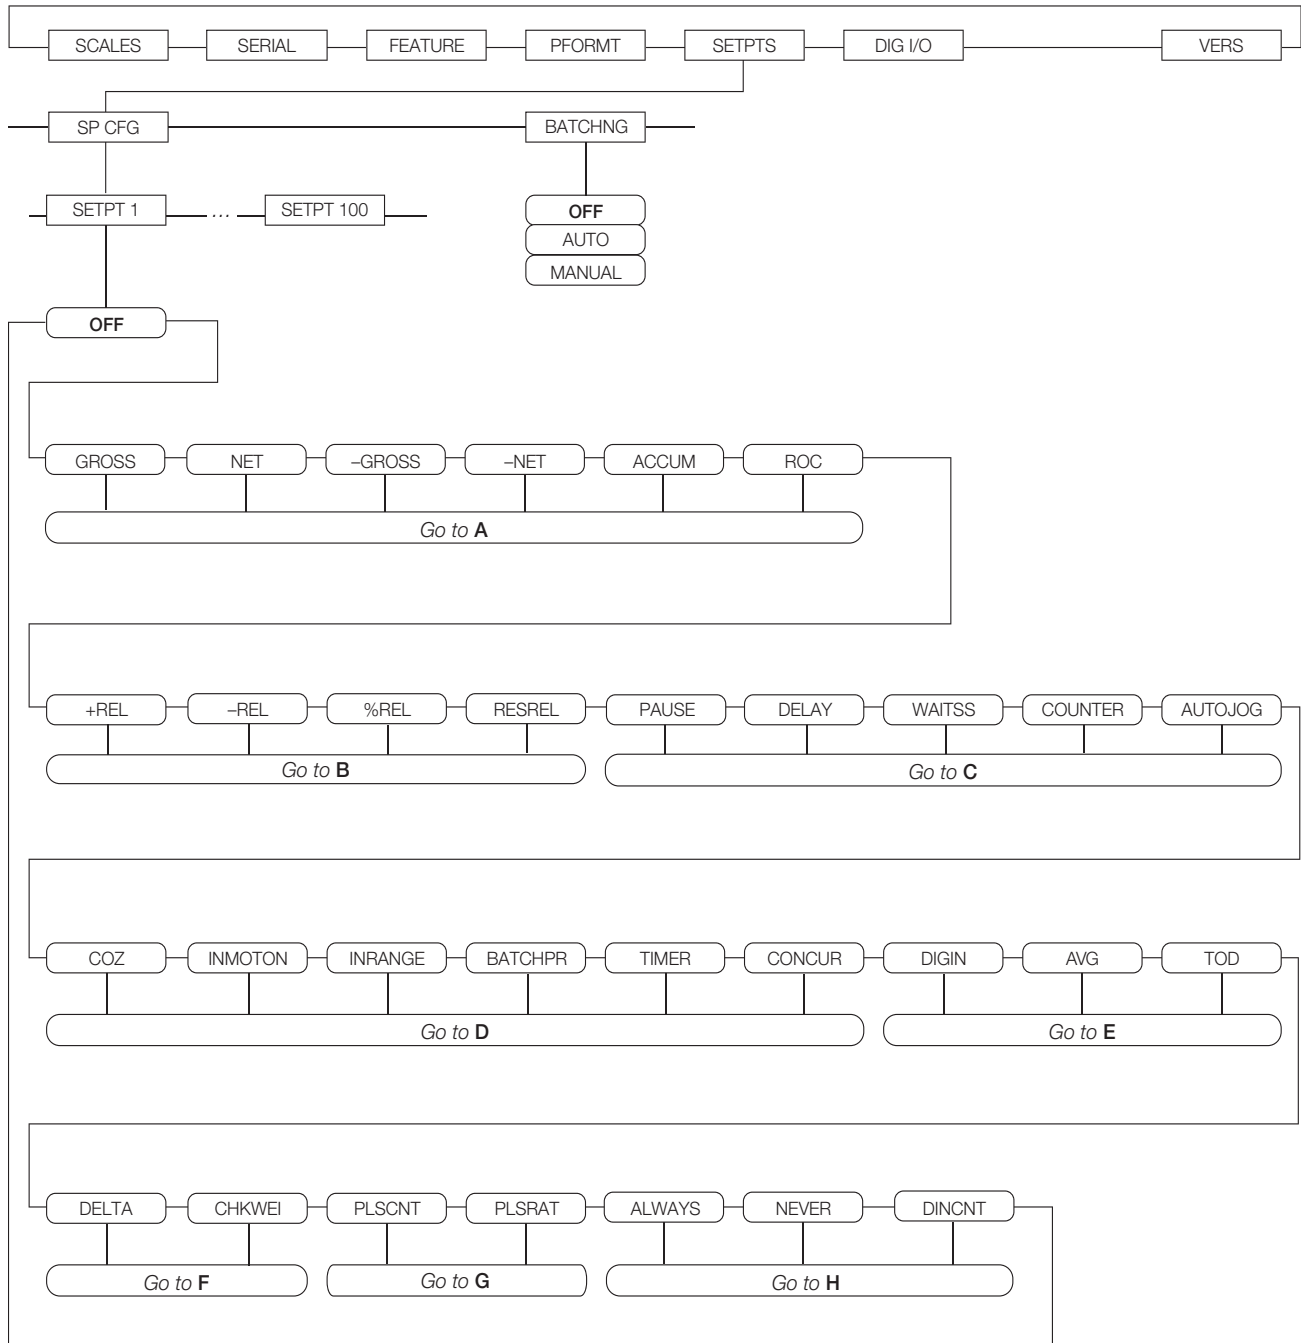 SCALES SERIAL FEATURE PFORMT SETPTS DIG I/O VERS
SP CFG BATCHNG
SETPT 1 ... SETPT 100 OFF
AUTO
MANUAL
OFF
GROSS NET –GROSS –NET ACCUM ROC
Go to A
+REL –REL %REL RESREL PAUSE DELAY WAITSS COUNTER AUTOJOG
Go to B Go to C
COZ INMOTON INRANGE BATCHPR TIMER CONCUR DIGIN AVG TOD
Go to D Go to E
DELTA CHKWEI PLSCNT PLSRAT ALWAYS NEVER DINCNT
Go to F Go to G Go to H